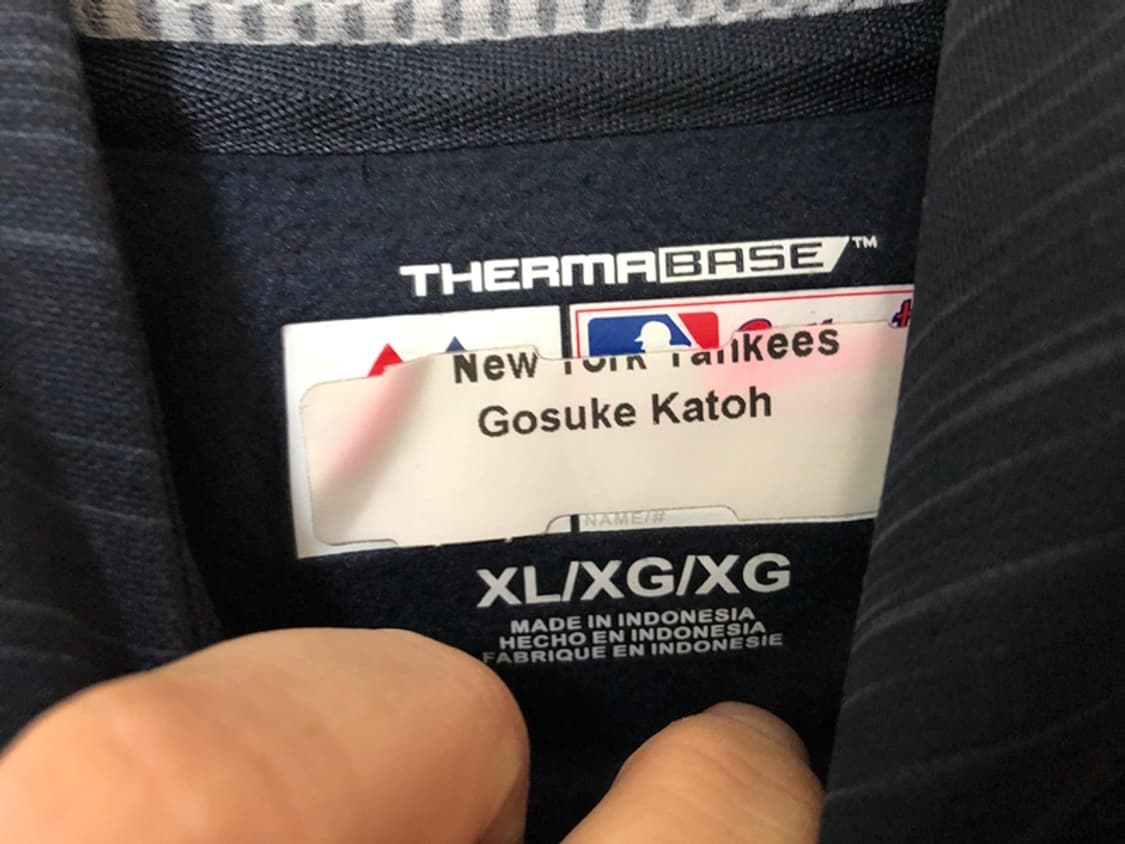 THERMABASE™
New York Yankees
Gosuke Katoh
NAME/#
XL/XG/XG
MADE IN INDONESIA
HECHO EN INDONESIA
FABRIQUE EN INDONESIE